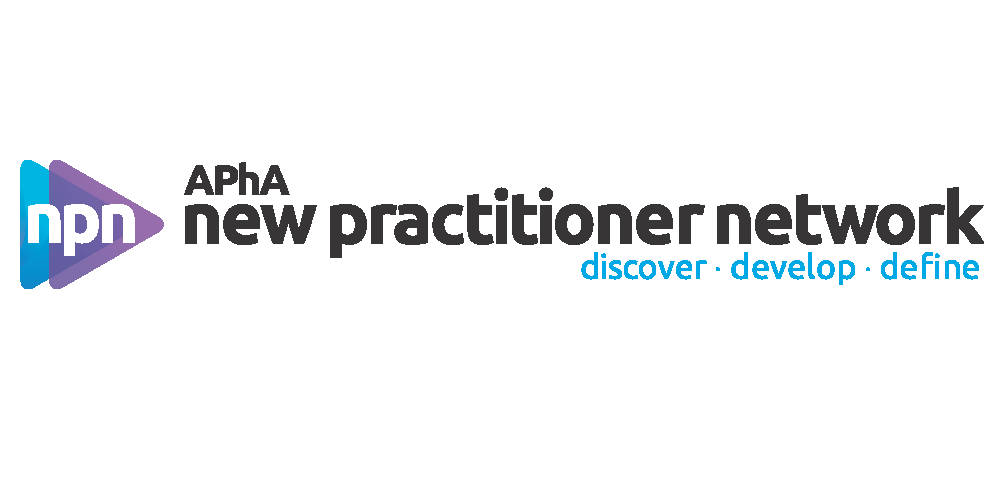 npn
APhA
new practitioner network
discover · develop · define